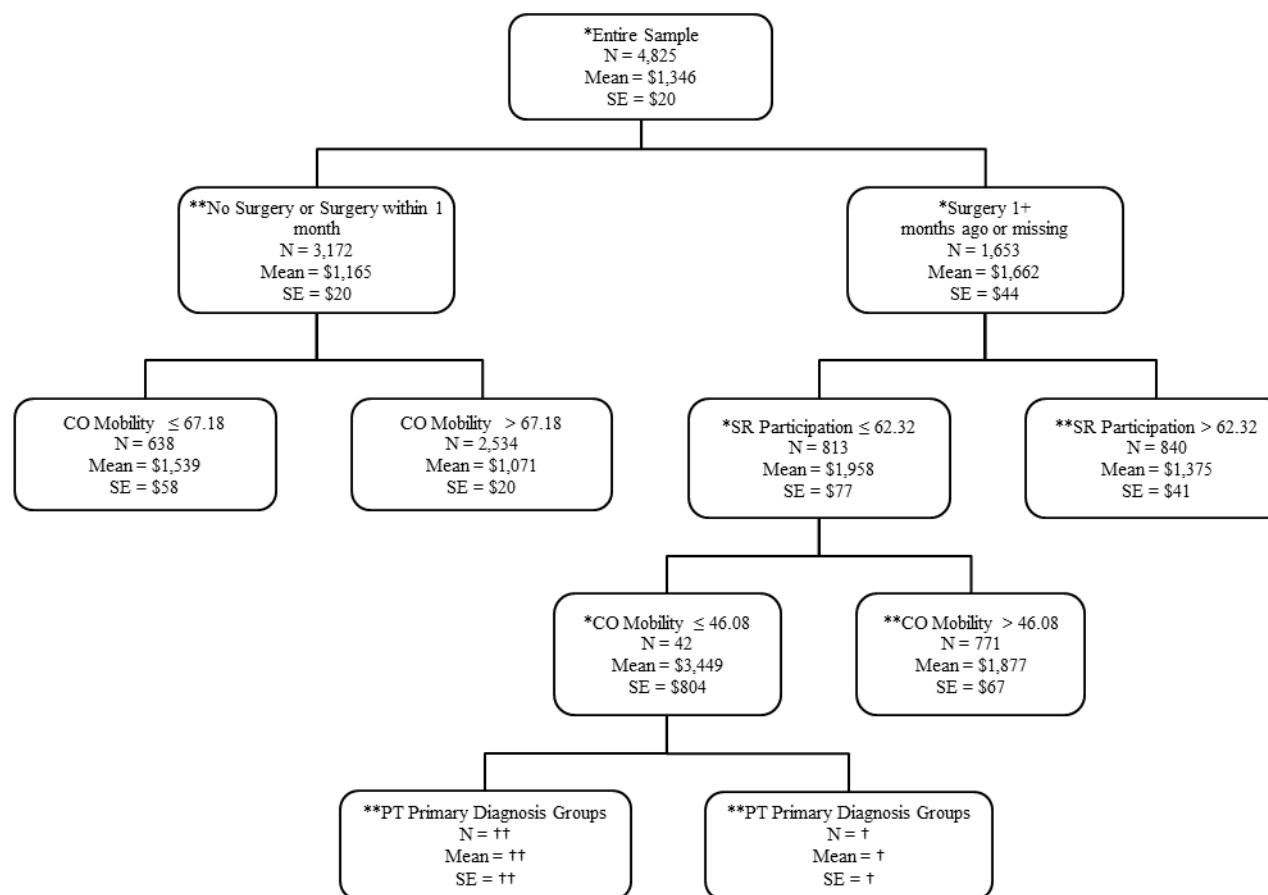 *Entire Sample
N = 4,825
Mean = $1,346
SE = $20
**No Surgery or Surgery within 1
month
N = 3,172
Mean = $1,165
SE = $20
*Surgery 1+
months ago or missing
N = 1,653
Mean = $1,662
SE = $44
CO Mobility ≤ 67.18
N = 638
Mean = $1,539
SE = $58
CO Mobility > 67.18
N = 2,534
Mean = $1,071
SE = $20
*SR Participation ≤ 62.32
N = 813
Mean = $1,958
SE = $77
**SR Participation > 62.32
N = 840
Mean = $1,375
SE = $41
*CO Mobility ≤ 46.08
N = 42
Mean = $3,449
SE = $804
**CO Mobility > 46.08
N = 771
Mean = $1,877
SE = $67
**PT Primary Diagnosis Groups
N = ††
Mean = ††
SE = ††
**PT Primary Diagnosis Groups
N = †
Mean = †
SE = †